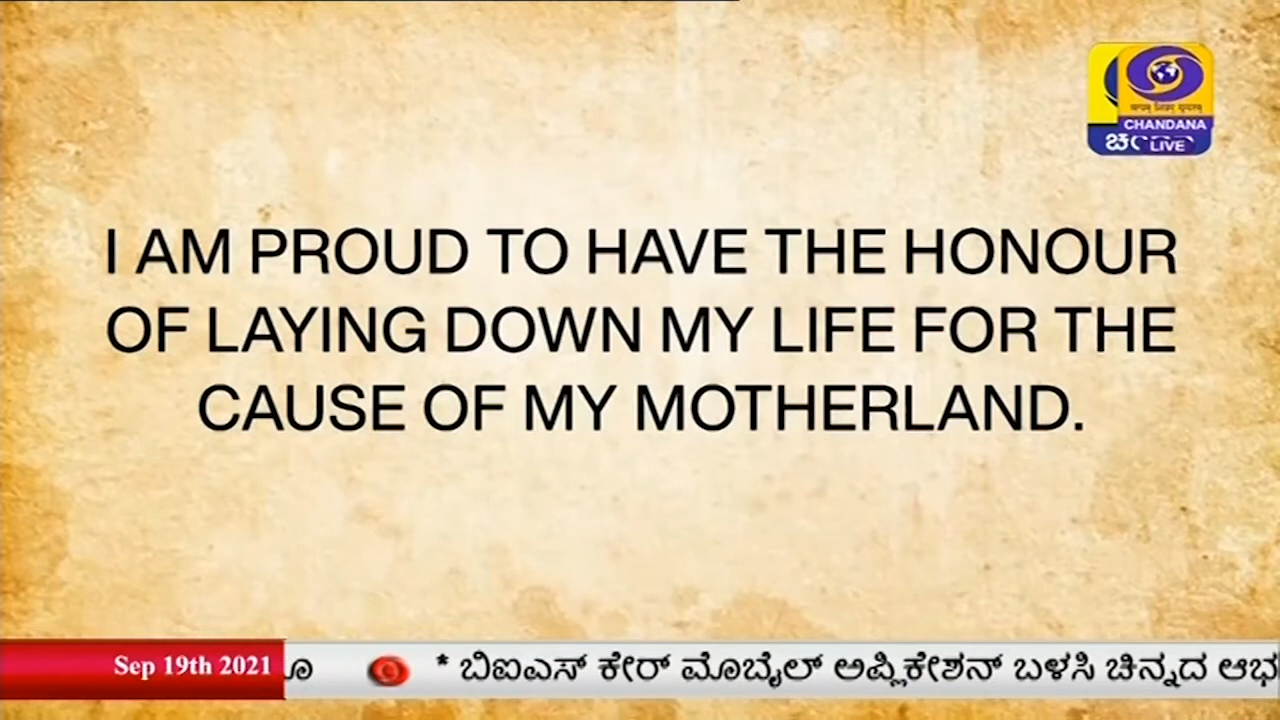 CHANDANA
LIVE
I AM PROUD TO HAVE THE HONOUR
OF LAYING DOWN MY LIFE FOR THE
CAUSE OF MY MOTHERLAND.
Sep 19th 2021
* ಬಿಐಎಸ್ ಕೇರ್ ಮೊಬೈಲ್ ಅಪ್ಲಿಕೇಶನ್ ಬಳಸಿ ಚಿನ್ನದ